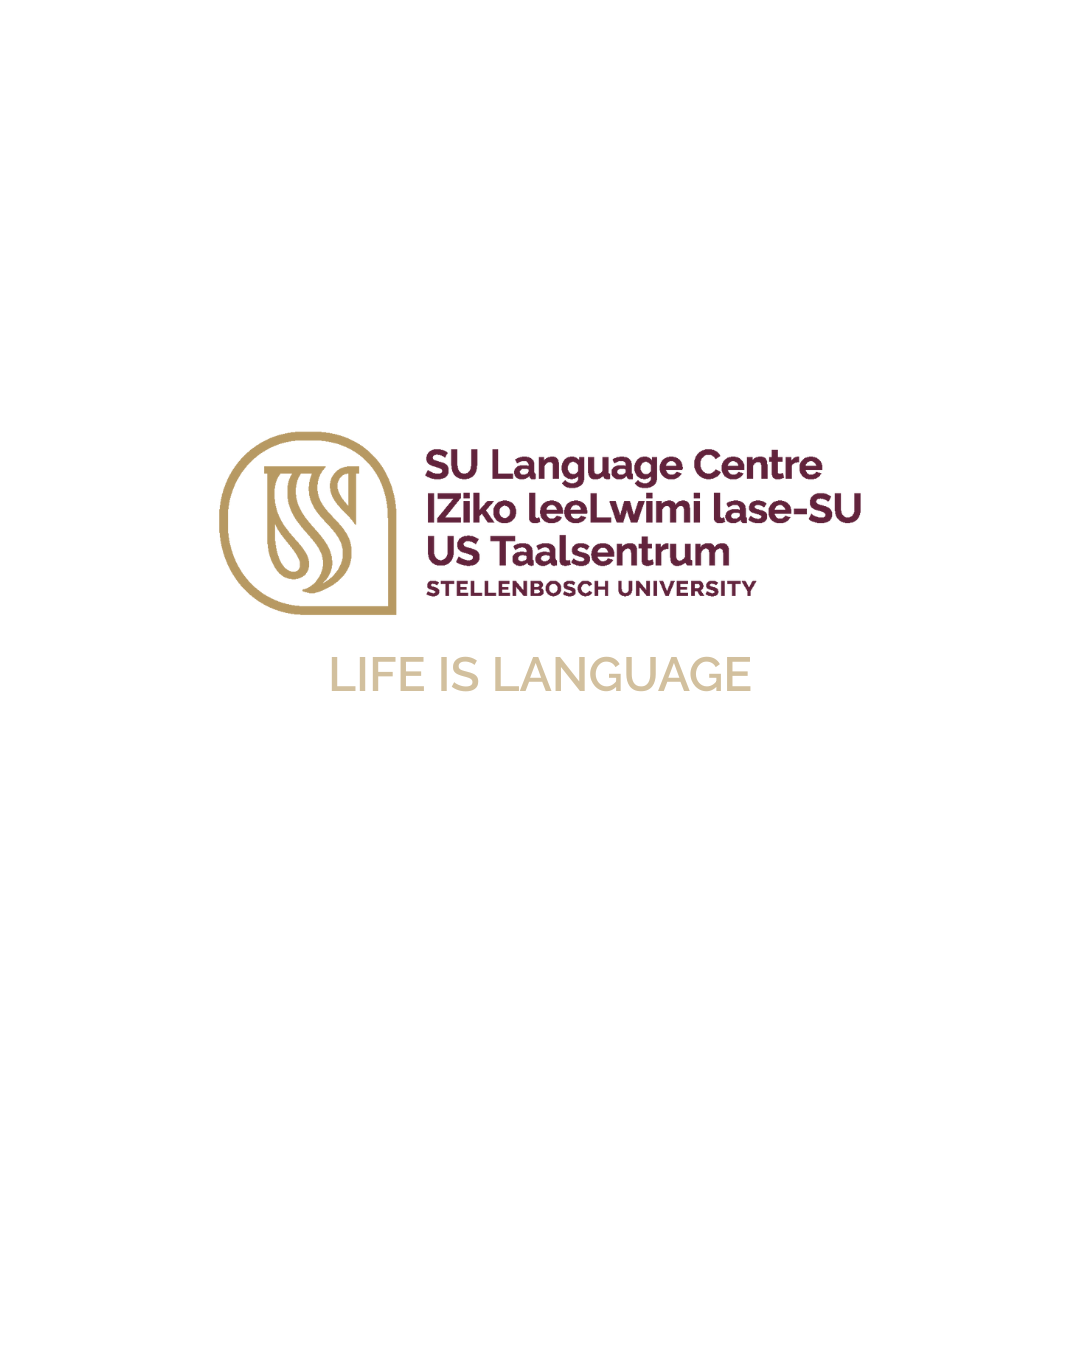 SU Language Centre
IZiko leeLwimi lase-SU
US Taalsentrum
STELLENBOSCH UNIVERSITY
LIFE IS LANGUAGE